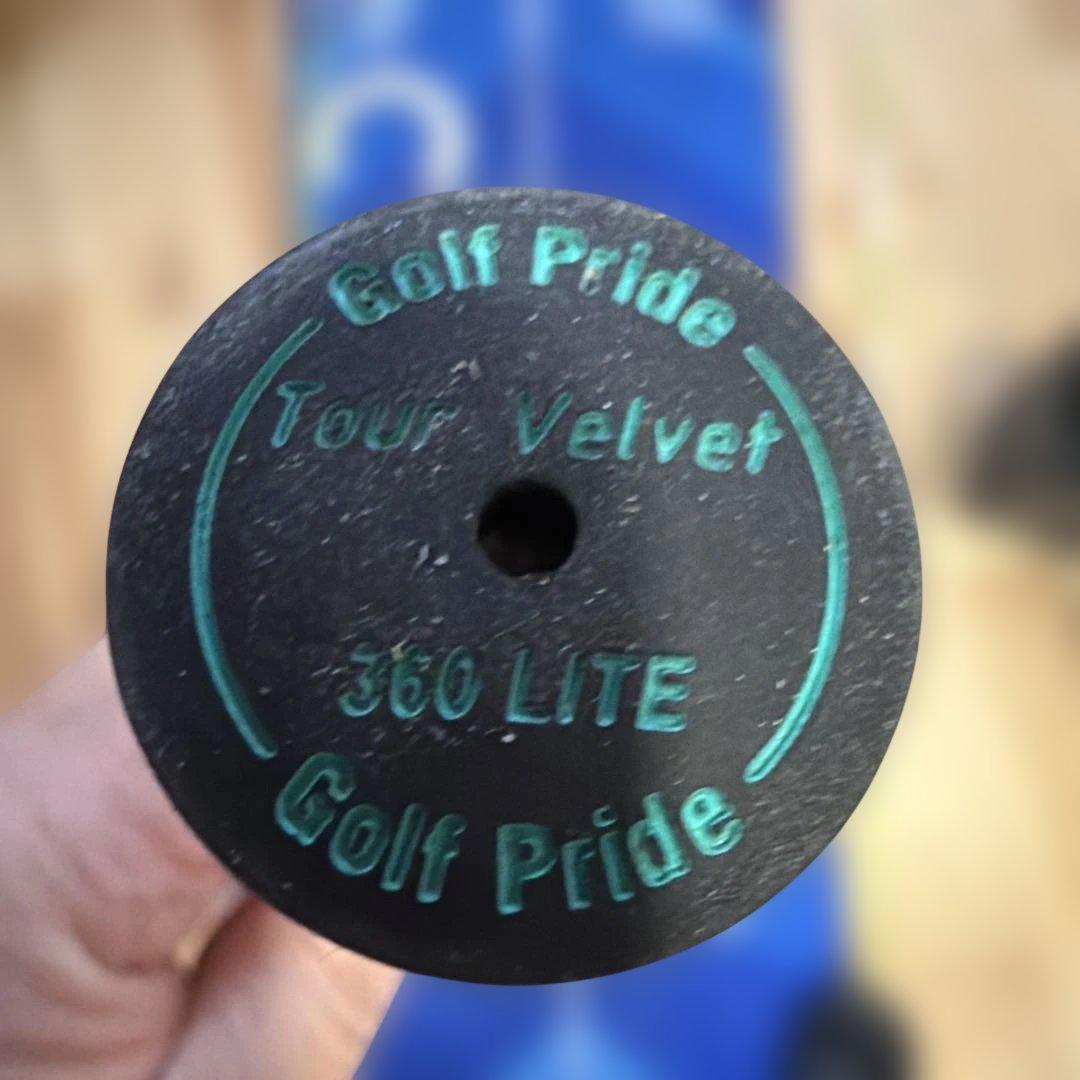 Golf Pride
Tour Velvet
360 LITE
Golf Pride